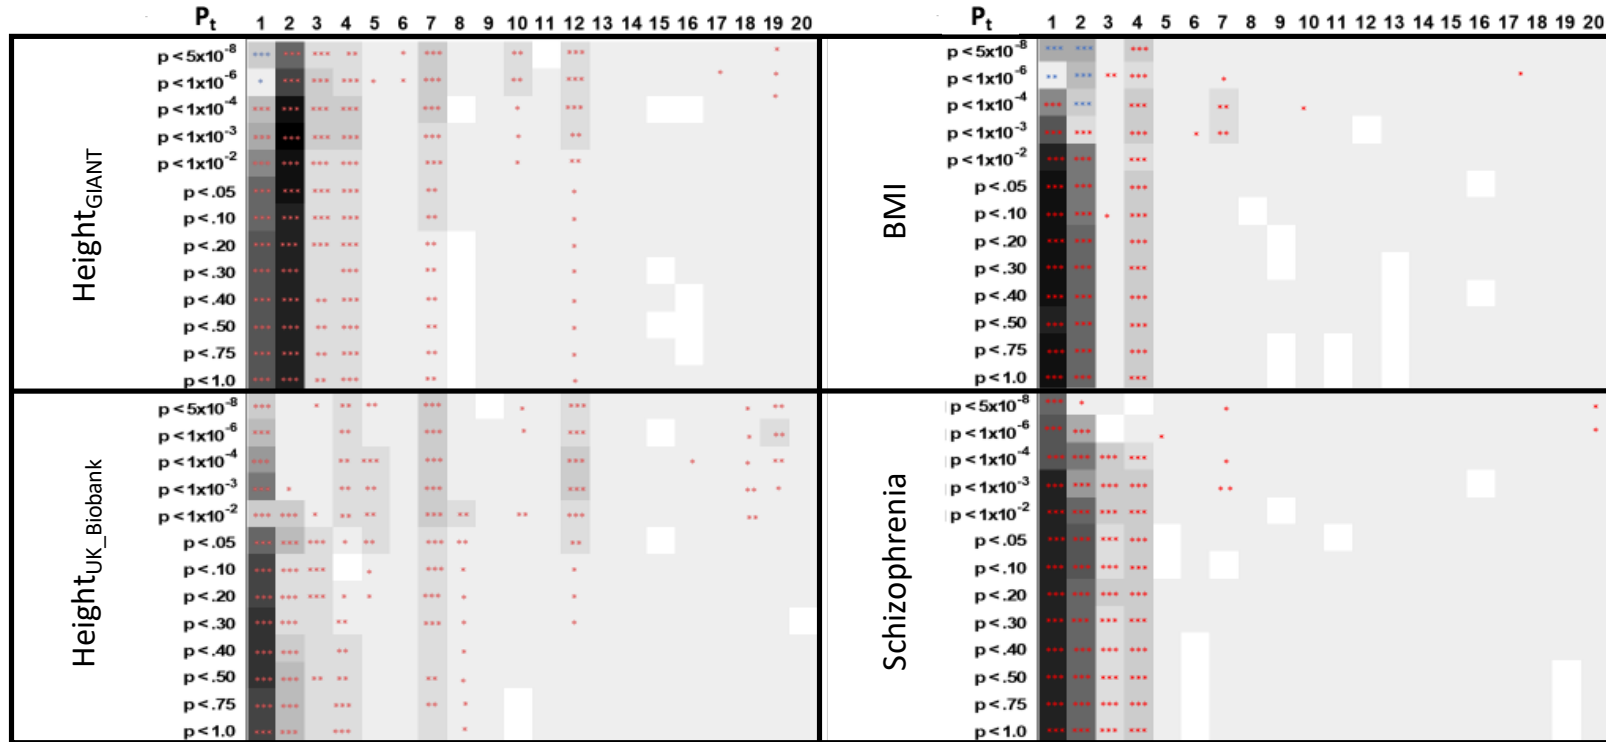 Pt 1 2 3 4 5 6 7 8 9 10 11 12 13 14 15 16 17 18 19 20
Height GIANT
p < 5x10-8
p < 1x10-6
p < 1x10-4
p < 1x10-3
p < 1x10-2
p < .05
p < .10
p < .20
p < .30
p < .40
p < .50
p < .75
p < 1.0
Pt 1 2 3 4 5 6 7 8 9 10 11 12 13 14 15 16 17 18 19 20
BMI
p < 5x10-8
p < 1x10-6
p < 1x10-4
p < 1x10-3
p < 1x10-2
p < .05
p < .10
p < .20
p < .30
p < .40
p < .50
p < .75
p < 1.0
Height UK_Biobank
p < 5x10-8
p < 1x10-6
p < 1x10-4
p < 1x10-3
p < 1x10-2
p < .05
p < .10
p < .20
p < .30
p < .40
p < .50
p < .75
p < 1.0
Schizophrenia
p < 5x10-8
p < 1x10-6
p < 1x10-4
p < 1x10-3
p < 1x10-2
p < .05
p < .10
p < .20
p < .30
p < .40
p < .50
p < .75
p < 1.0